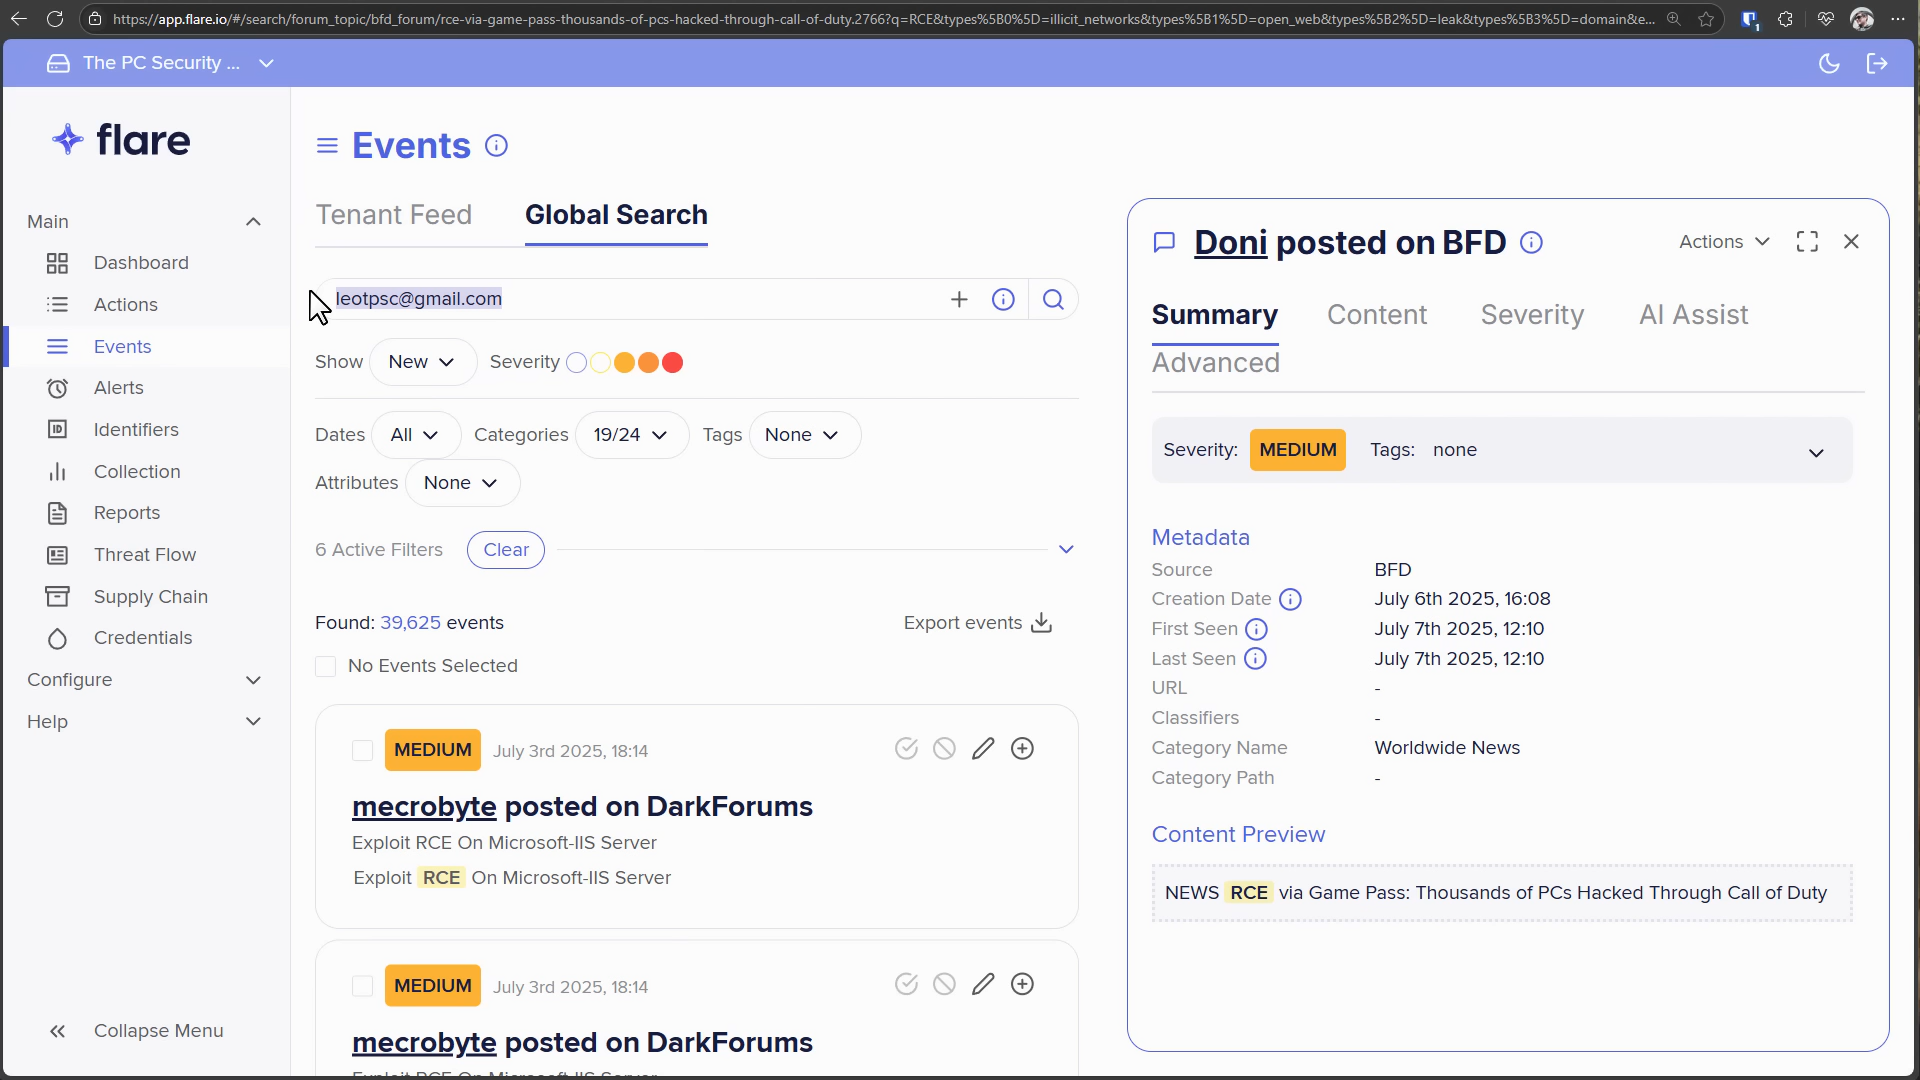 https://app.flare.io/#/search/forum_topic/bfd_forum/rce-via-game-pass-thousands-of-pcs-hacked-through-call-of-duty.2766?q=RCE&types%5B0%5D=illicit_networks&types%5B1%5D=open_web&types%5B2%5D=leak&types%5B3%5D=domain&e...
1
The PC Security ...
flare
Main
Dashboard
Actions
Events
Alerts
Identifiers
Collection
Reports
Threat Flow
Supply Chain
Credentials
Configure
Help
Collapse Menu
Events
Tenant Feed
Global Search
leotpsc@gmail.com
Show New Severity
Dates All Categories 19/24 Tags None
Attributes None
6 Active Filters Clear
Found: 39,625 events Export events
No Events Selected
MEDIUM July 3rd 2025, 18:14
mecrobyte posted on DarkForums
Exploit RCE On Microsoft-IIS Server
Exploit RCE On Microsoft-IIS Server
MEDIUM July 3rd 2025, 18:14
mecrobyte posted on DarkForums
Exploit RCE On Microsoft-IIS Server
Doni posted on BFD
Actions
Summary Content Severity AI Assist
Advanced
Severity: MEDIUM Tags: none
Metadata
Source BFD
Creation Date July 6th 2025, 16:08
First Seen July 7th 2025, 12:10
Last Seen July 7th 2025, 12:10
URL -
Classifiers -
Category Name Worldwide News
Category Path -
Content Preview
NEWS RCE via Game Pass: Thousands of PCs Hacked Through Call of Duty